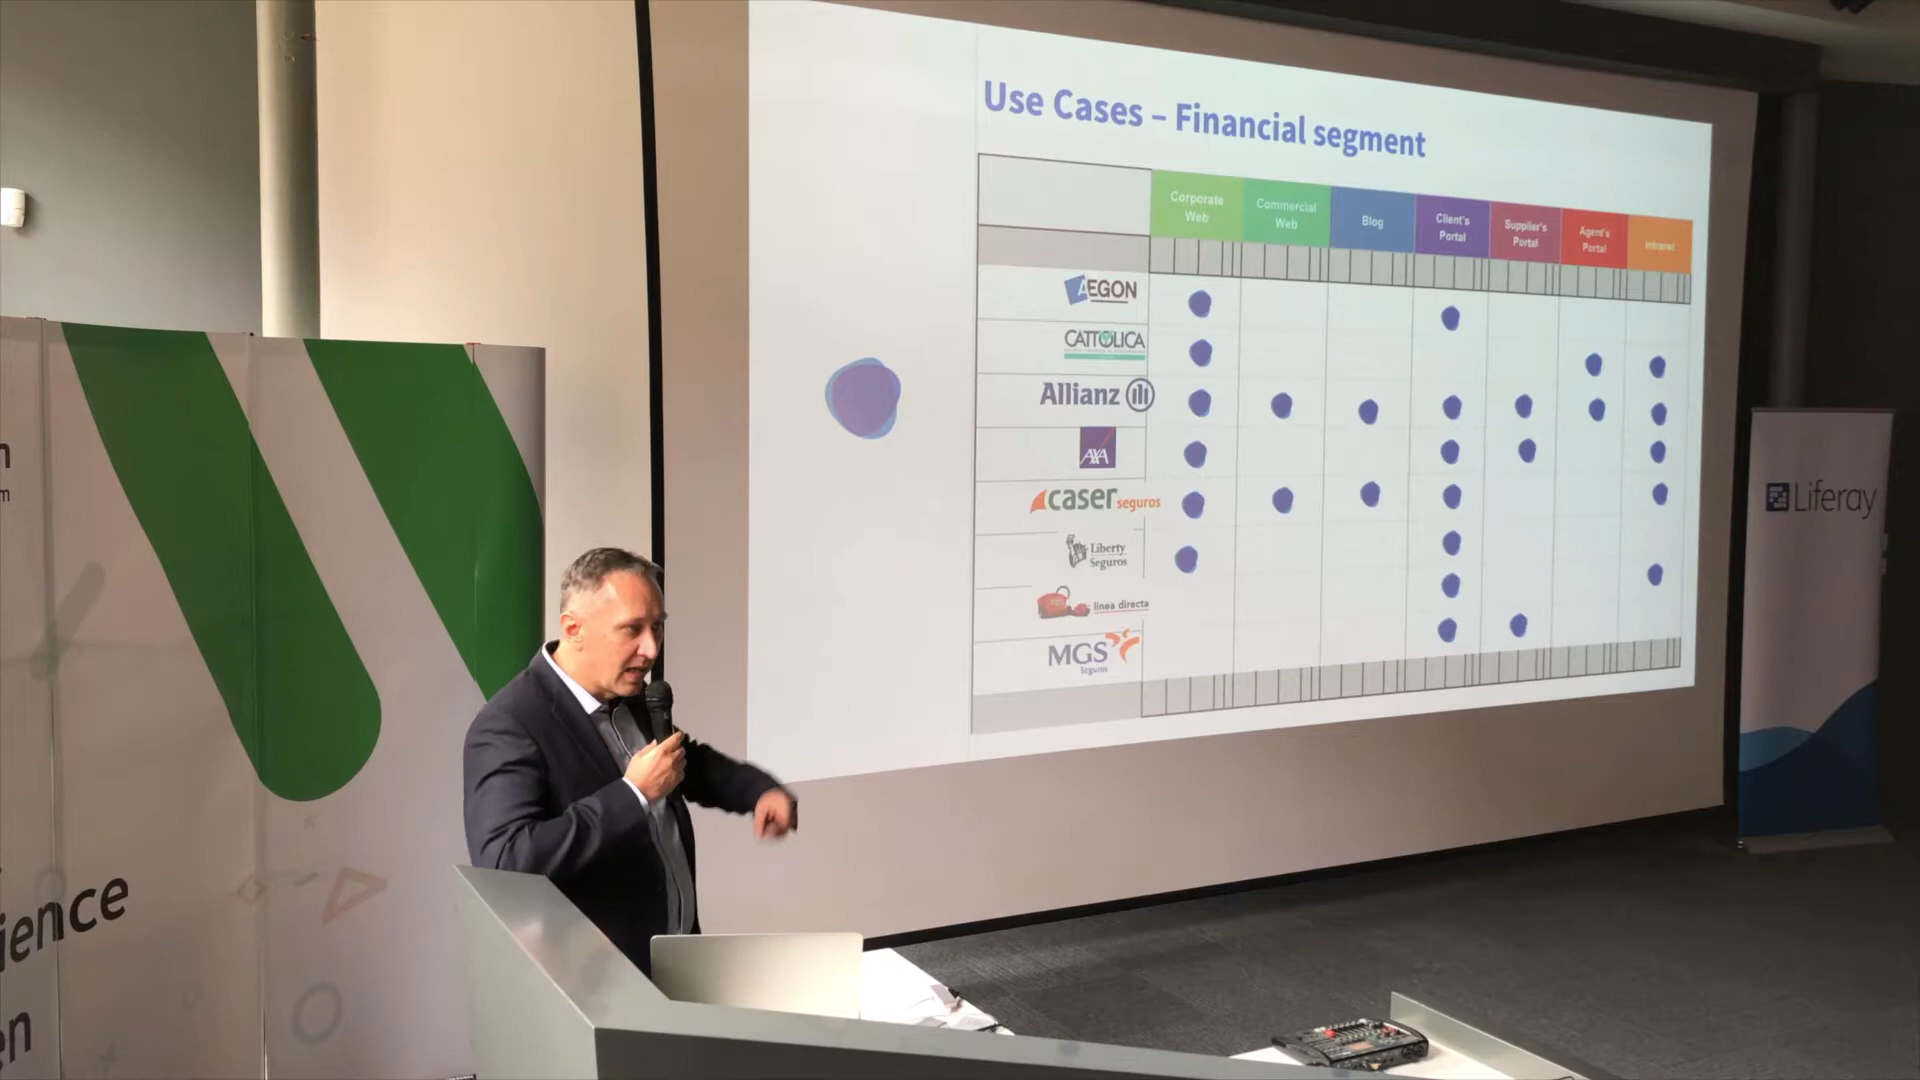 Use Cases – Financial segment
Corporate
Web
Commercial
Web
Blog
Client's
Portal
Supplier's
Portal
Agent's
Portal
Intranet
AEGON
CATTOLICA
Allianz
AXA
caser seguros
Liberty
Seguros
linea directa
MGS
Seguros
Liferay
n
m
ience
en